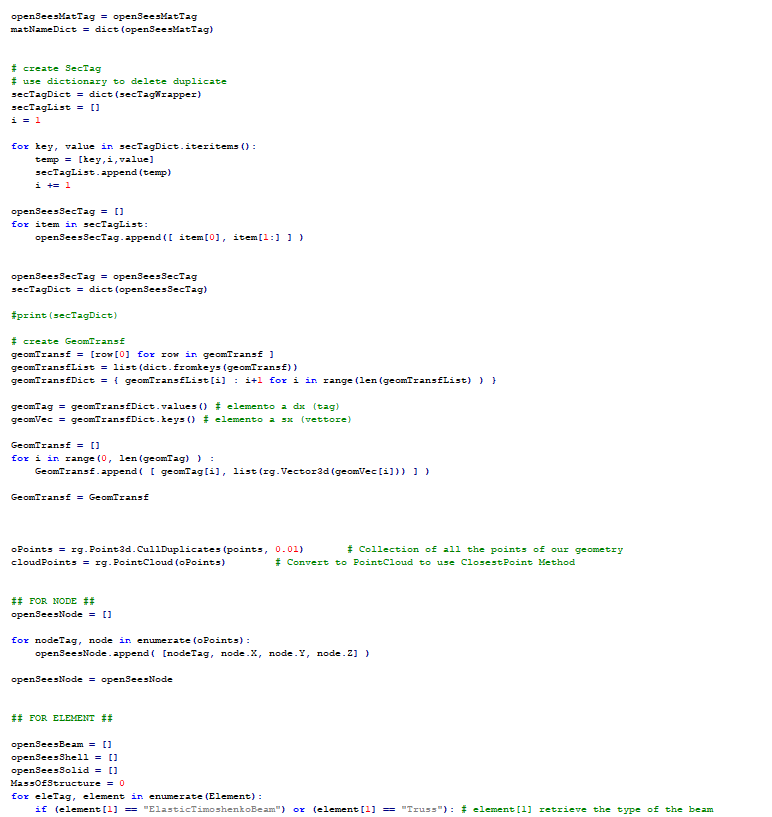 openSeesMatTag = openSeesMatTag
matNameDict = dict(openSeesMatTag)
# create SecTag
# use dictionary to delete duplicate
secTagDict = dict(secTagWrapper)
secTagList = []
i = 1
for key, value in secTagDict.iteritems():
    temp = [key,i,value]
    secTagList.append(temp)
    i += 1
openSeesSecTag = []
for item in secTagList:
    openSeesSecTag.append([ item[0], item[1:] ] )
openSeesSecTag = openSeesSecTag
secTagDict = dict(openSeesSecTag)
#print(secTagDict)
# create GeomTransf
geomTransf = [row[0] for row in geomTransf ]
geomTransfList = list(dict.fromkeys(geomTransf))
geomTransfDict = { geomTransfList[i] : i+1 for i in range(len(geomTransfList) ) }
geomTag = geomTransfDict.values() # elemento a dx (tag)
geomVec = geomTransfDict.keys() # elemento a sx (vettore)
GeomTransf = []
for i in range(0, len(geomTag) ) :
    GeomTransf.append( [ geomTag[i], list(rg.Vector3d(geomVec[i])) ] )
GeomTransf = GeomTransf
oPoints = rg.Point3d.CullDuplicates(points, 0.01)       # Collection of all the points of our geometry
cloudPoints = rg.PointCloud(oPoints)        # Convert to PointCloud to use ClosestPoint Method
## FOR NODE ##
openSeesNode = []
for nodeTag, node in enumerate(oPoints):
    openSeesNode.append( [nodeTag, node.X, node.Y, node.Z] )
openSeesNode = openSeesNode
## FOR ELEMENT ##
openSeesBeam = []
openSeesShell = []
openSeesSolid = []
MassOfStructure = 0
for eleTag, element in enumerate(Element):
    if (element[1] == "ElasticTimoshenkoBeam") or (element[1] == "Truss"): # element[1] retrieve the type of the beam